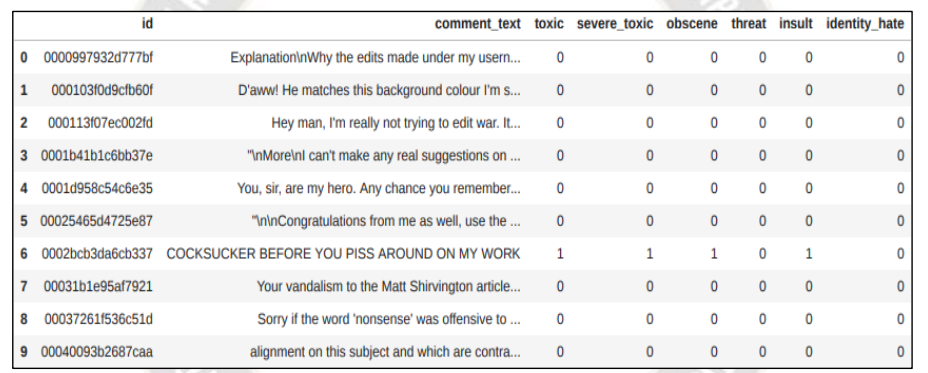 id comment_text toxic severe_toxic obscene threat insult identity_hate
0 0000997932d777bf Explanation\nWhy the edits made under my usern... 0 0 0 0 0 0
1 000103f0d9cfb60f D'aww! He matches this background colour I'm s... 0 0 0 0 0 0
2 000113f07ec002fd Hey man, I'm really not trying to edit war. It... 0 0 0 0 0 0
3 0001b41b1c6bb37e "\nMore\nI can't make any real suggestions on ... 0 0 0 0 0 0
4 0001d958c54c6e35 You, sir, are my hero. Any chance you remember... 0 0 0 0 0 0
5 00025465d4725e87 "\n\nCongratulations from me as well, use the ... 0 0 0 0 0 0
6 0002bcb3da6cb337 COCKSUCKER BEFORE YOU PISS AROUND ON MY WORK 1 1 1 0 1 0
7 00031b1e95af7921 Your vandalism to the Matt Shirvington article... 0 0 0 0 0 0
8 00037261f536c51d Sorry if the word 'nonsense' was offensive to ... 0 0 0 0 0 0
9 00040093b2687caa alignment on this subject and which are contra... 0 0 0 0 0 0